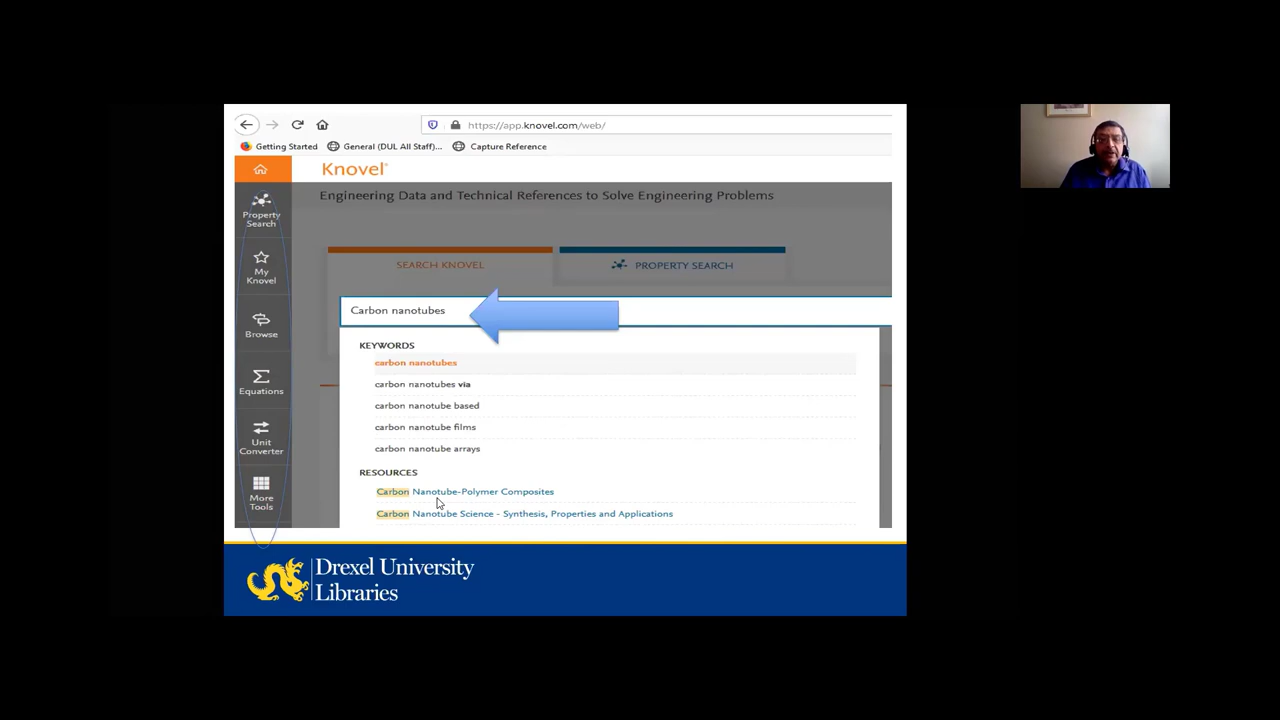 https://app.knovel.com/web/
Getting Started
General (DUL All Staff)...
Capture Reference
Knovel®
Engineering Data and Technical References to Solve Engineering Problems
Property
Search
My
Knovel
Browse
Equations
Unit
Converter
More
Tools
SEARCH KNOVEL
PROPERTY SEARCH
Carbon nanotubes
KEYWORDS
carbon nanotubes
carbon nanotubes via
carbon nanotube based
carbon nanotube films
carbon nanotube arrays
RESOURCES
Carbon Nanotube-Polymer Composites
Carbon Nanotube Science - Synthesis, Properties and Applications
Drexel University
Libraries